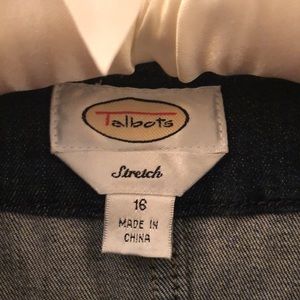 Talbots
Stretch
16
MADE IN
CHINA